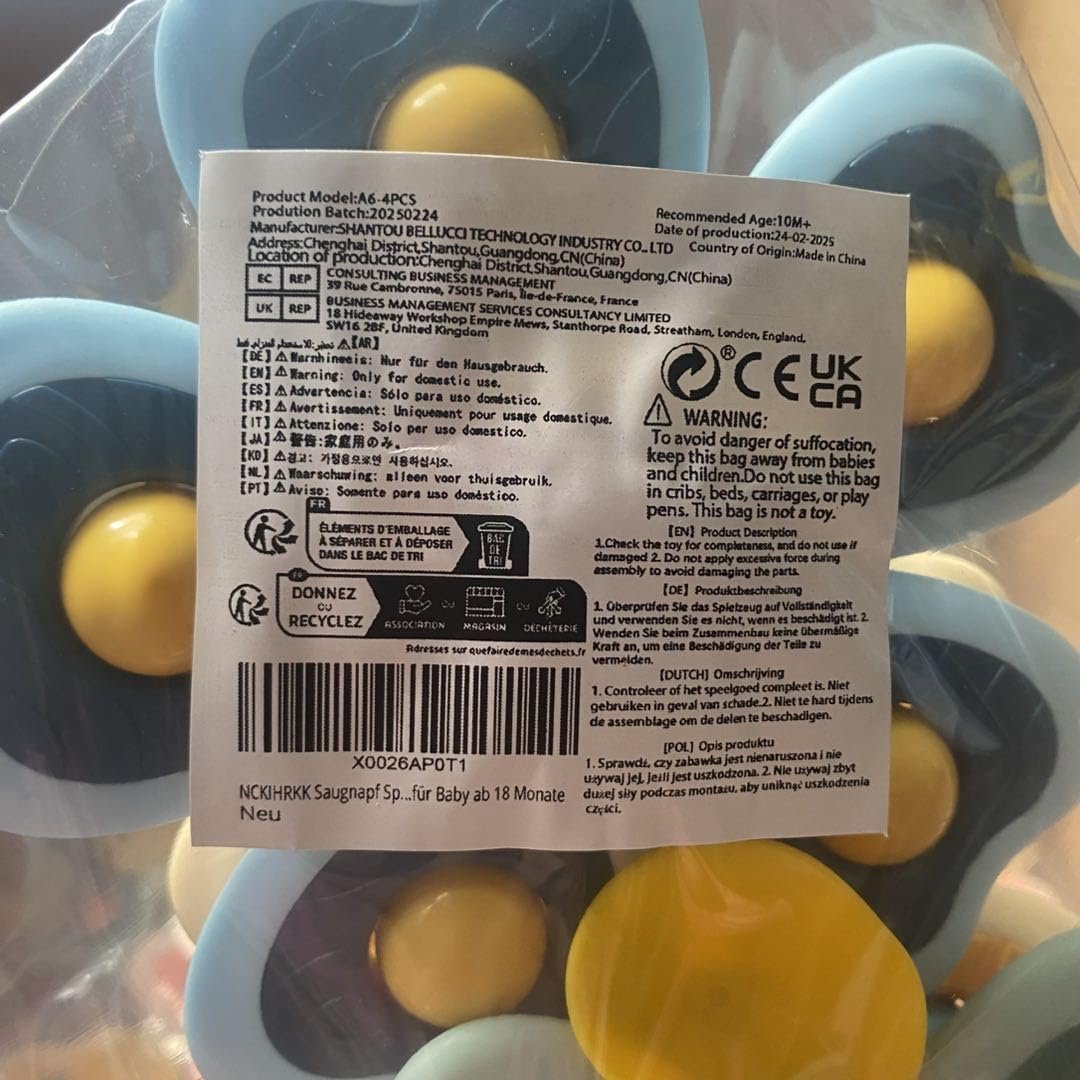 Product Model:A6-4PCS
Prodution Batch:20250224
Manufacturer:SHANTOU BELLUCCI TECHNOLOGY INDUSTRY CO., LTD
Address:Chenghai District,Shantou,Guangdong,CN(China)
Location of production:Chenghai District,Shantou,Guangdong,CN(China)
Recommended Age:10M+
Date of production:24-02-2025
Country of Origin:Made in China
EC REP
CONSULTING BUSINESS MANAGEMENT
39 Rue Cambronne, 75015 Paris, Île-de-France, France
UK REP
BUSINESS MANAGEMENT SERVICES CONSULTANCY LIMITED
18 Hideaway Workshop Empire Mews, Stanthorpe Road, Streatham, London, England,
SW16 2BF, United Kingdom
【AR】
【DE】⚠Warnhinweis: Nur für den Hausgebrauch.
【EN】⚠Warning: Only for domestic use.
【ES】⚠Advertencia: Sólo para uso doméstico.
【FR】⚠Avertissement: Uniquement pour usage domestique.
【IT】⚠Attenzione: Solo per uso domestico.
【JA】⚠警告:家庭用のみ。
【KO】⚠경고: 가정용으로만 사용하십시오.
【NL】⚠Waarschuwing: alleen voor thuisgebruik.
【PT】⚠Aviso: Somente para uso doméstico.
FR
ÉLÉMENTS D'EMBALLAGE
À SÉPARER ET À DÉPOSER
DANS LE BAC DE TRI
BAC
DE
TRI
FR
DONNEZ
OU
RECYCLEZ
ASSOCIATION OU MAGASIN OU DÉCHÈTERIE
Adresses sur quefairedemesdechets.fr
X0026AP0T1
NCKIHRKK Saugnapf Sp...für Baby ab 18 Monate
Neu
® CE UK
CA
⚠ WARNING:
To avoid danger of suffocation,
keep this bag away from babies
and children.Do not use this bag
in cribs, beds, carriages, or play
pens. This bag is not a toy.
【EN】 Product Description
1.Check the toy for completeness, and do not use if
damaged 2. Do not apply excessive force during
assembly to avoid damaging the parts.
【DE】 Produktbeschreibung
1. Überprüfen Sie das Spielzeug auf Vollständigkeit
und verwenden Sie es nicht, wenn es beschädigt ist. 2.
Wenden Sie beim Zusammenbau keine übermäßige
Kraft an, um eine Beschädigung der Teile zu
vermeiden.
[DUTCH] Omschrijving
1. Controleer of het speelgoed compleet is. Niet
gebruiken in geval van schade.2. Niet te hard tijdens
de assemblage om de delen te beschadigen.
[POL] Opis produktu
1. Sprawdź, czy zabawka jest nienaruszona i nie
używaj jej, jeśli jest uszkodzona. 2. Nie używaj zbyt
dużej siły podczas montażu, aby uniknąć uszkodzenia
części.